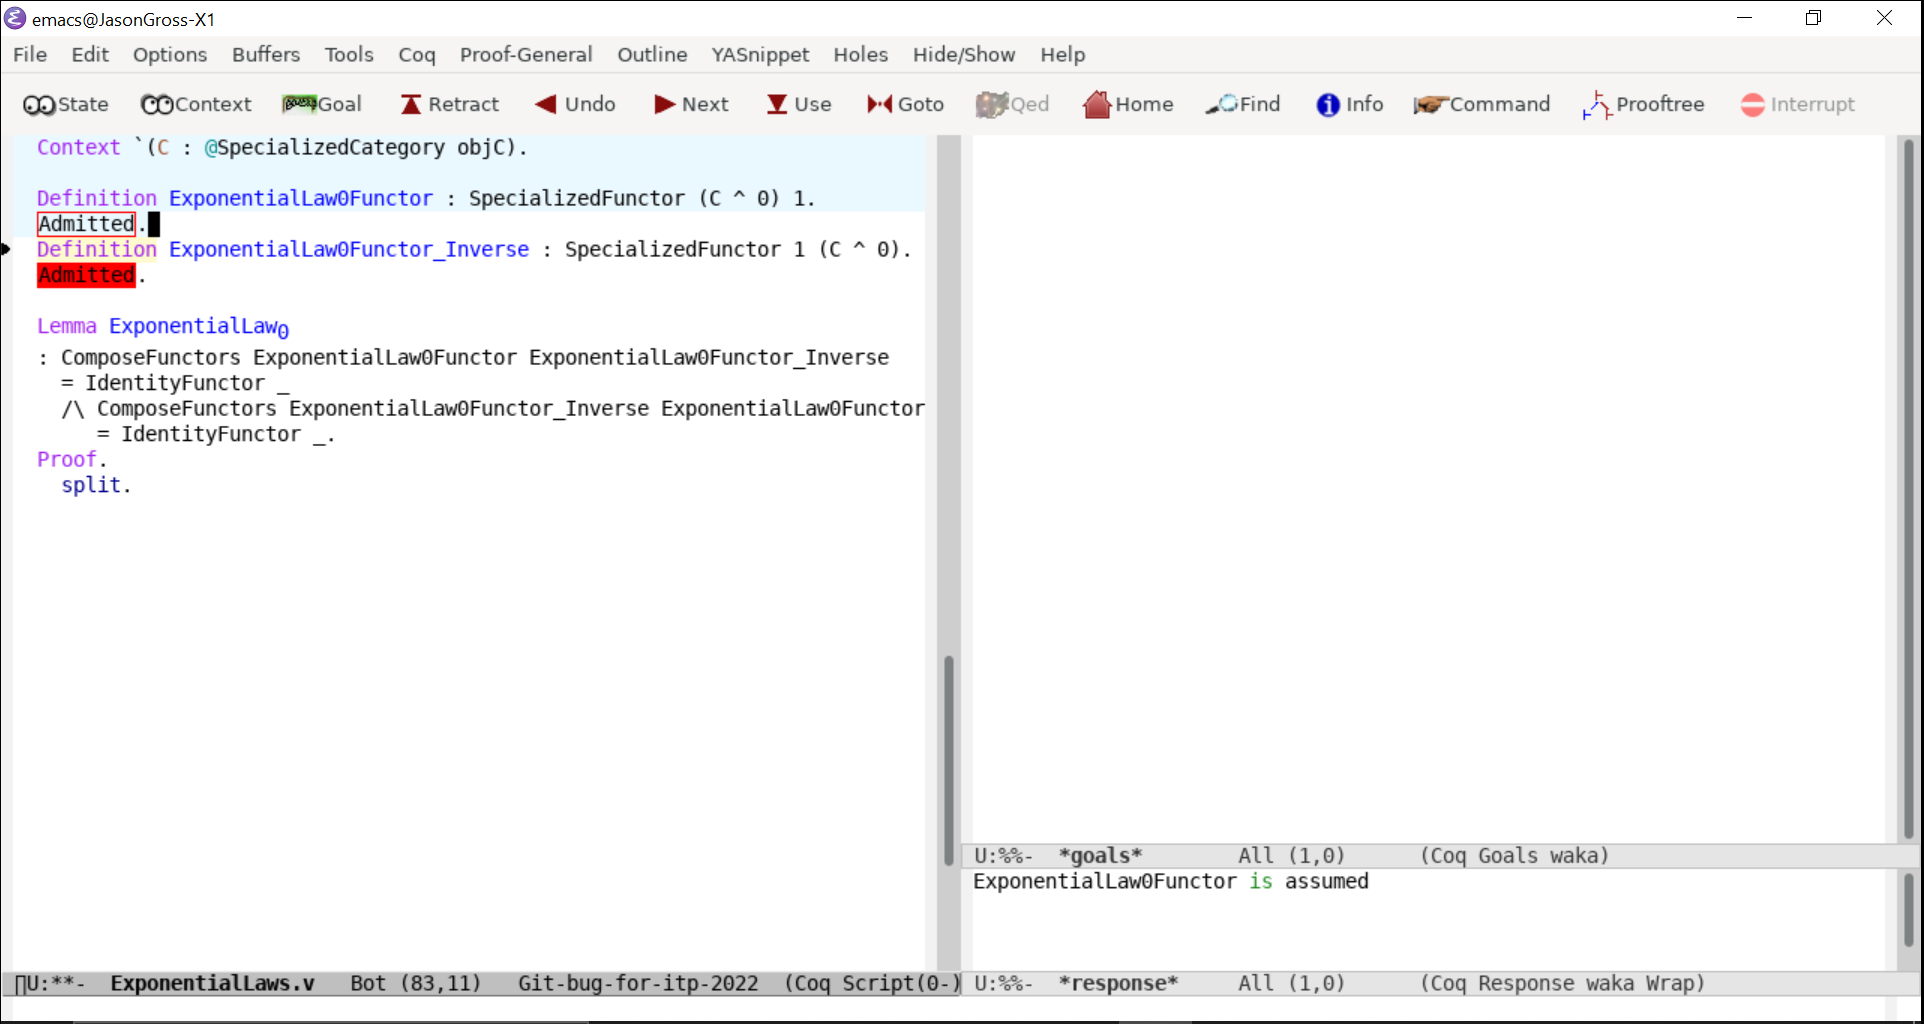 emacs@JasonGross-X1
File Edit Options Buffers Tools Coq Proof-General Outline YASnippet Holes Hide/Show Help
State Context Goal Retract Undo Next Use Goto Qed Home Find Info Command Prooftree Interrupt
Context `(C : @SpecializedCategory objC).
Definition ExponentialLaw0Functor : SpecializedFunctor (C ^ 0) 1.
Admitted.
Definition ExponentialLaw0Functor_Inverse : SpecializedFunctor 1 (C ^ 0).
Admitted.
Lemma ExponentialLaw0
: ComposeFunctors ExponentialLaw0Functor ExponentialLaw0Functor_Inverse
= IdentityFunctor _
/\ ComposeFunctors ExponentialLaw0Functor_Inverse ExponentialLaw0Functor
= IdentityFunctor _.
Proof.
split.
U:**- ExponentialLaws.v Bot (83,11) Git-bug-for-itp-2022 (Coq Script(0-)
U:%%- *goals* All (1,0) (Coq Goals waka)
ExponentialLaw0Functor is assumed
U:%%- *response* All (1,0) (Coq Response waka Wrap)